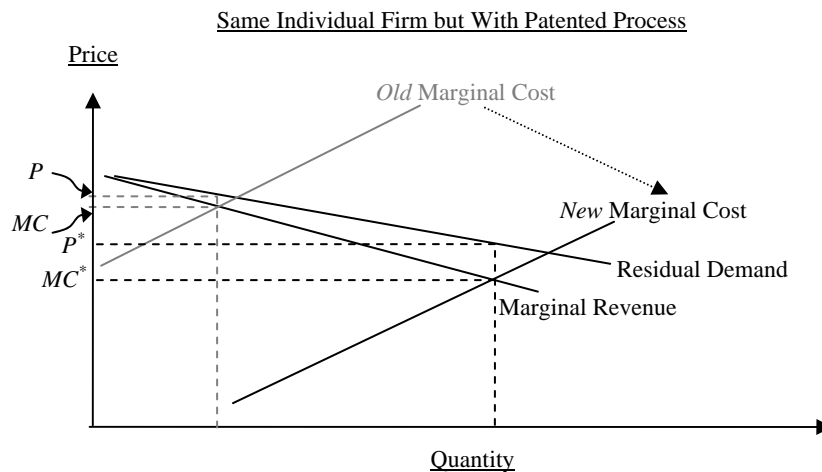 Same Individual Firm but With Patented Process
Price
Old Marginal Cost
P
New Marginal Cost
MC
P*
Residual Demand
MC*
Marginal Revenue
Quantity